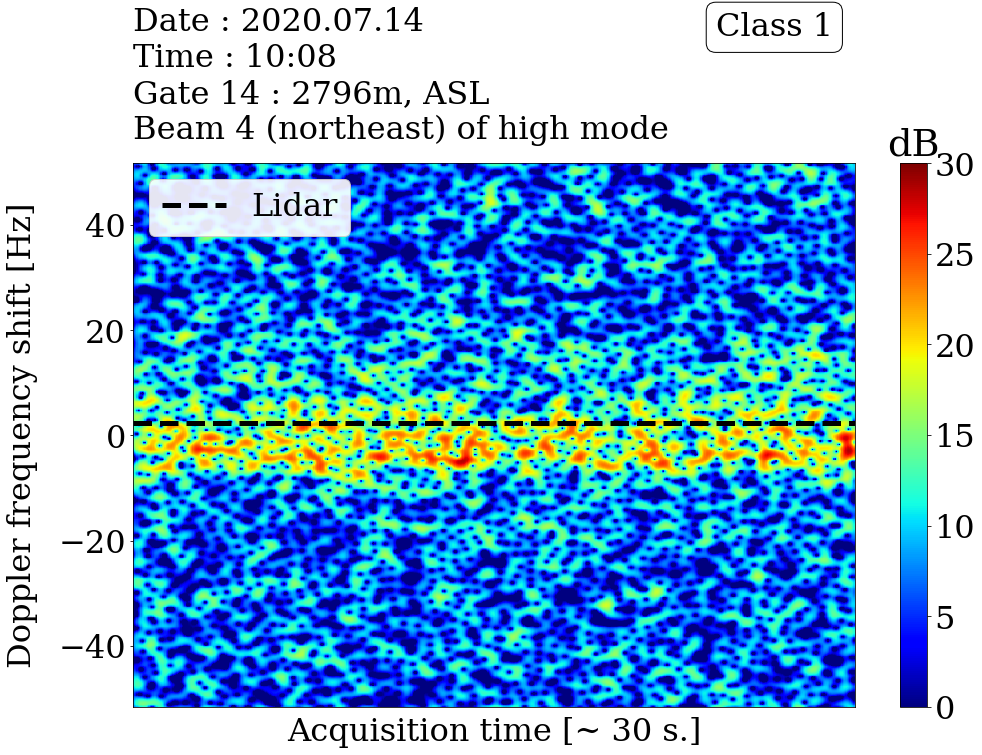 Date : 2020.07.14
Time : 10:08
Gate 14 : 2796m, ASL
Beam 4 (northeast) of high mode
Class 1
dB
Lidar
Doppler frequency shift [Hz]
40
20
0
−20
−40
30
25
20
15
10
5
0
Acquisition time [~ 30 s.]